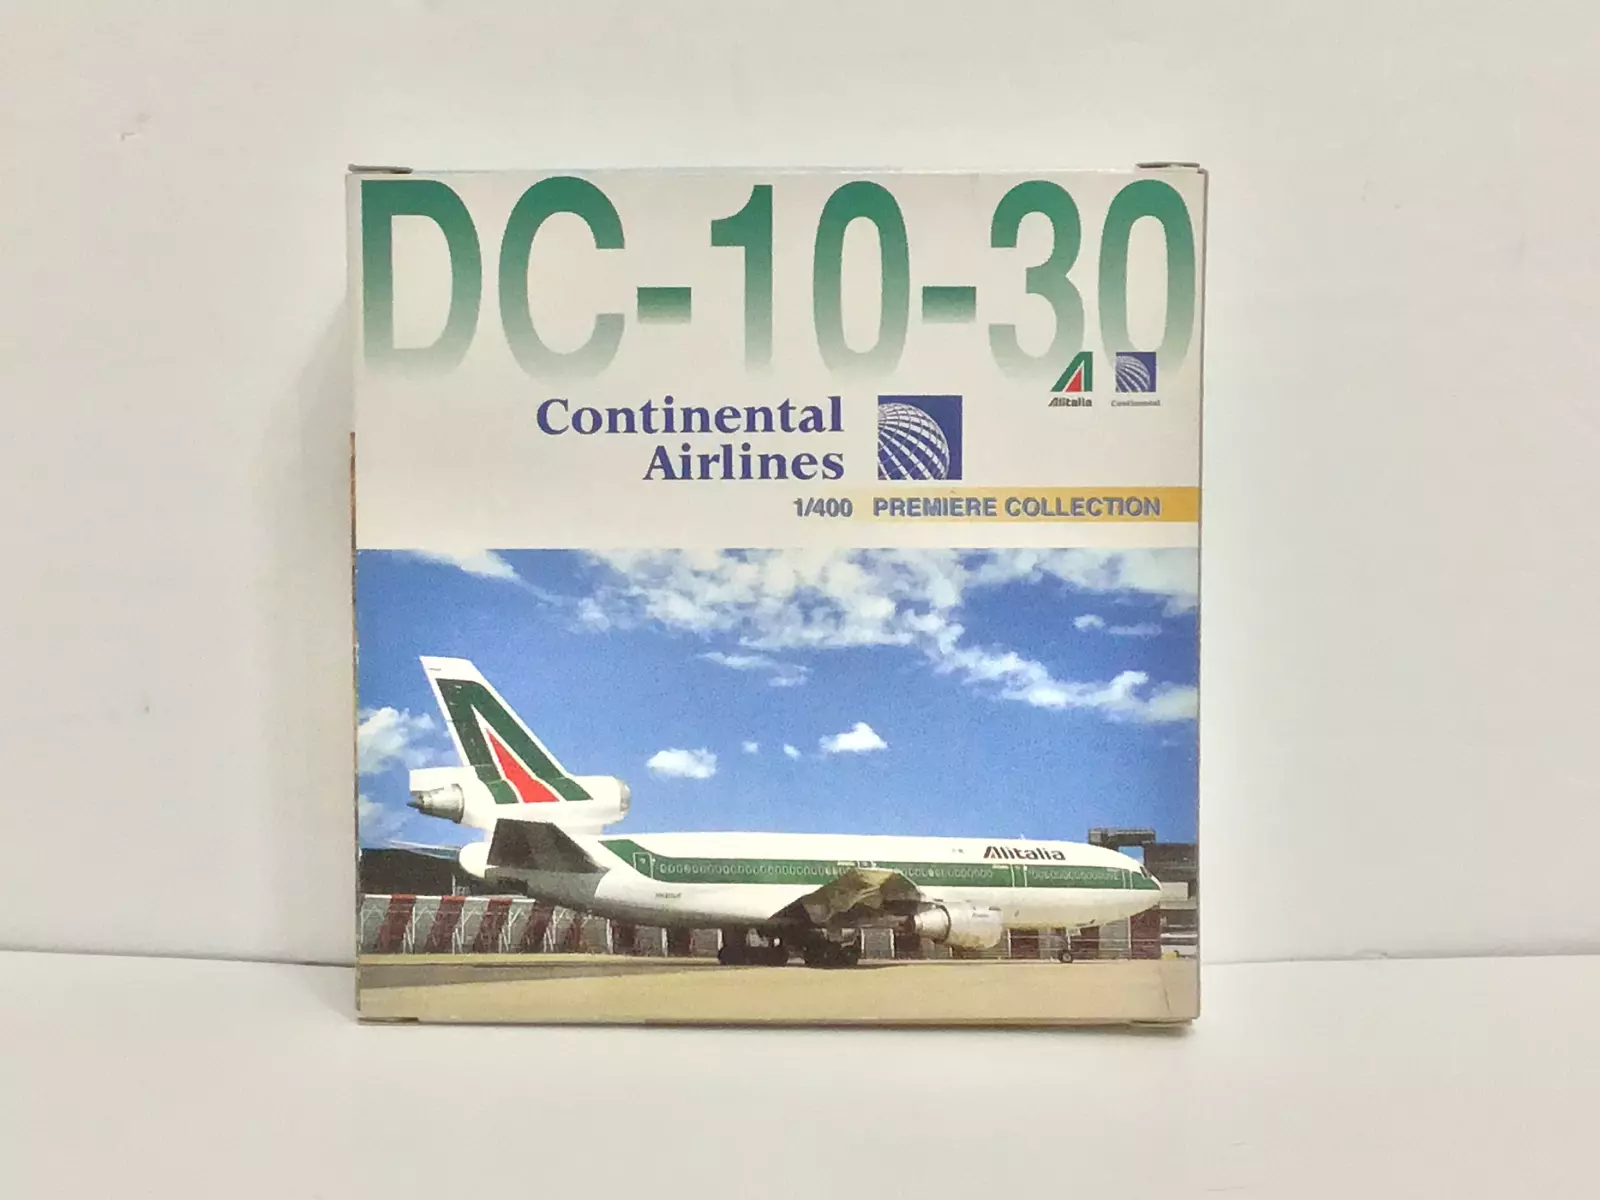 DC-10-30
Alitalia
Continental
Continental
Airlines
1/400 PREMIERE COLLECTION
Alitalia